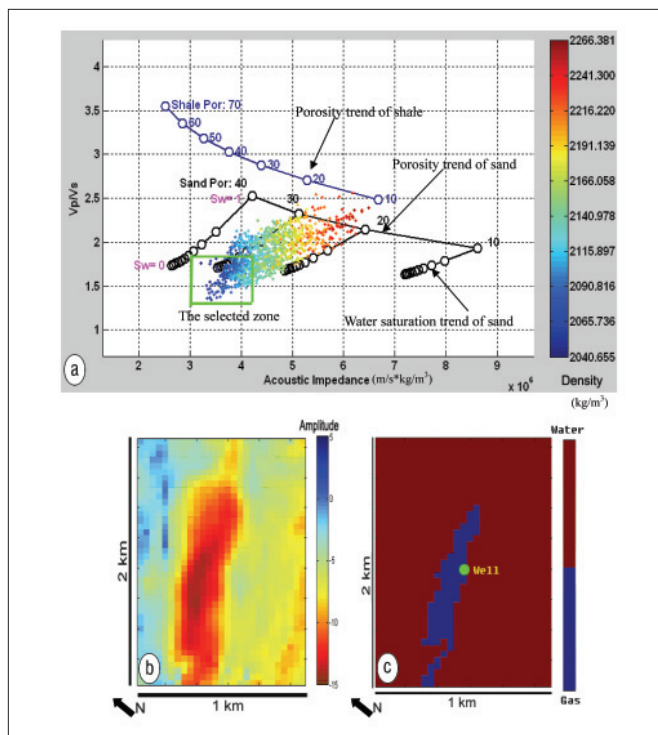 4
3.5
3
2.5
2
1.5
1
Vp/Vs
Shale Por: 70
60
50
40
30
20
10
Porosity trend of shale
Porosity trend of sand
Sand Por: 40
30
20
10
Sw= 1
Sw= 0
The selected zone
Water saturation trend of sand
2
3
4
5
6
7
8
9
x 10⁶
Acoustic Impedance (m/s*kg/m³)
a
2266.381
2241.300
2216.220
2191.139
2166.059
2140.978
2115.897
2090.816
2065.736
2040.655
Density
(kg/m³)
Amplitude
5
0
-5
-10
-15
2 km
b
N
1 km
Water
Gas
2 km
Well
c
N
1 km